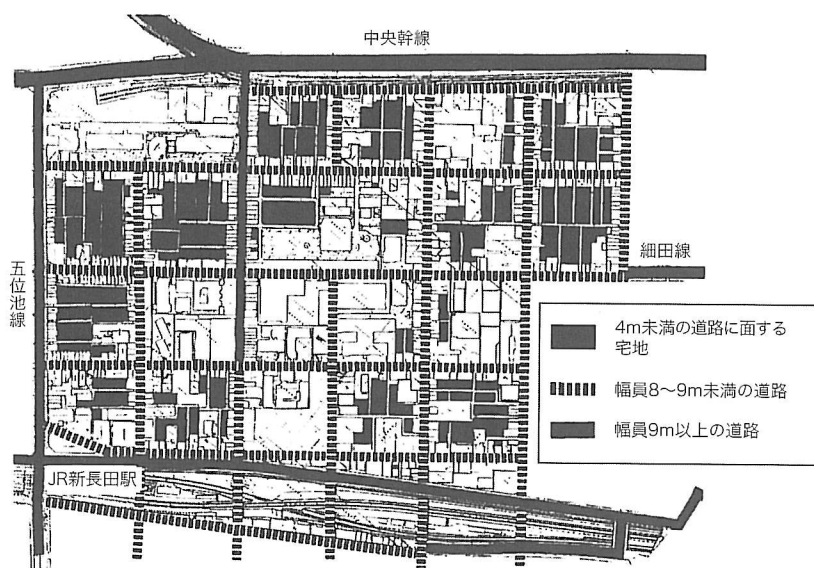 中央幹線
細田線
五位池線
4m未満の道路に面する
宅地
幅員8〜9m未満の道路
幅員9m以上の道路
JR新長田駅